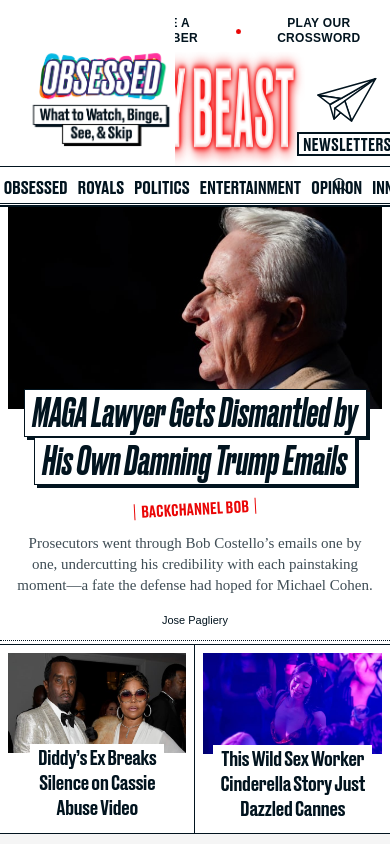 E A
BER
PLAY OUR
CROSSWORD
OBSESSED
What to Watch, Binge,
See, & Skip
Y BEAST
NEWSLETTERS
OBSESSED ROYALS POLITICS ENTERTAINMENT OPINION INN
MAGA Lawyer Gets Dismantled by
His Own Damning Trump Emails
BACKCHANNEL BOB
Prosecutors went through Bob Costello’s emails one by
one, undercutting his credibility with each painstaking
moment—a fate the defense had hoped for Michael Cohen.
Jose Pagliery
Diddy’s Ex Breaks
Silence on Cassie
Abuse Video
This Wild Sex Worker
Cinderella Story Just
Dazzled Cannes